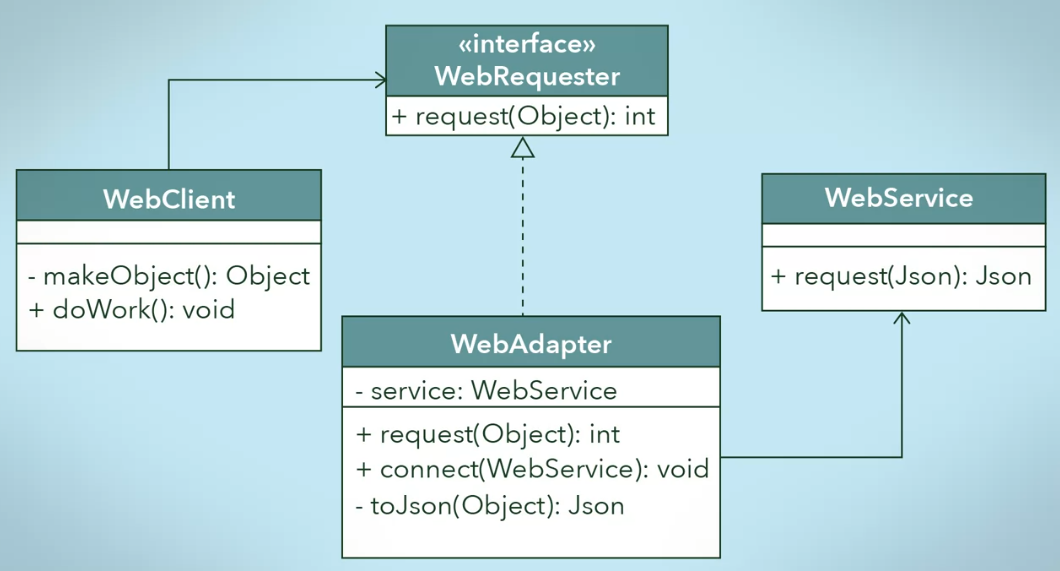 «interface»
WebRequester
+ request(Object): int
WebClient
- makeObject(): Object
+ doWork(): void
WebService
+ request(Json): Json
WebAdapter
- service: WebService
+ request(Object): int
+ connect(WebService): void
- toJson(Object): Json